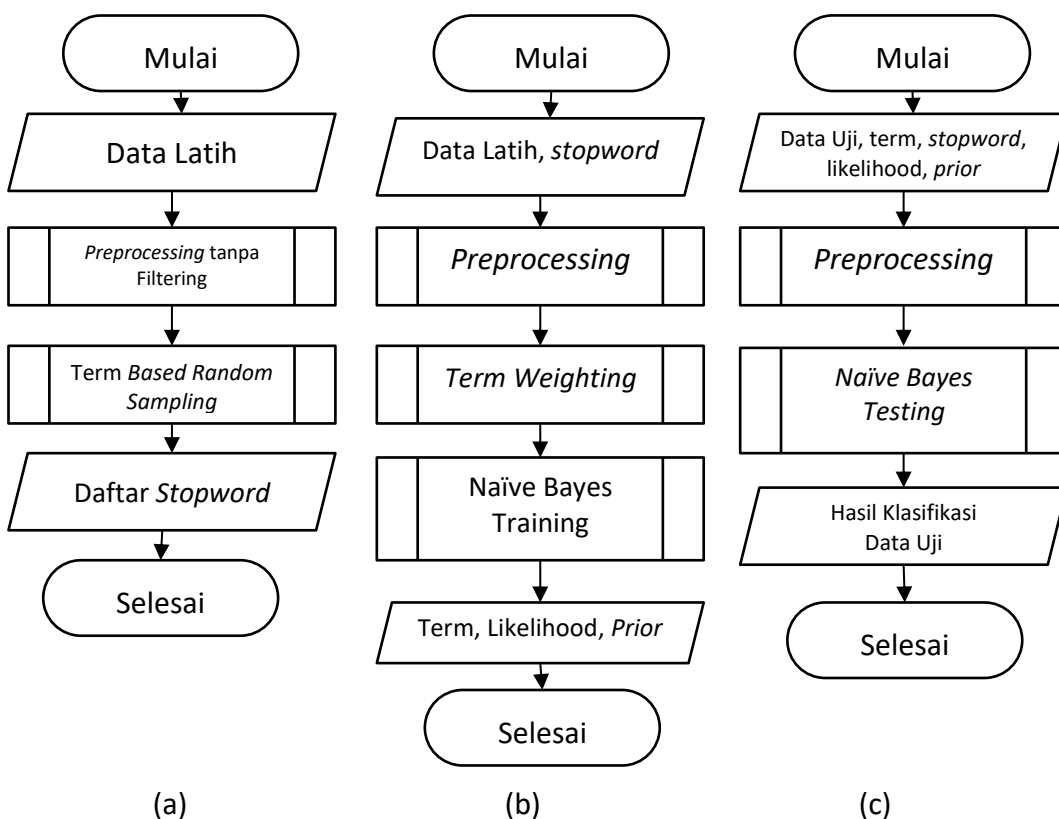 Mulai
Data Latih
Preprocessing tanpa
Filtering
Term Based Random
Sampling
Daftar Stopword
Selesai
(a)
Mulai
Data Latih, stopword
Preprocessing
Term Weighting
Naïve Bayes
Training
Term, Likelihood, Prior
Selesai
(b)
Mulai
Data Uji, term, stopword,
likelihood, prior
Preprocessing
Naïve Bayes
Testing
Hasil Klasifikasi
Data Uji
Selesai
(c)